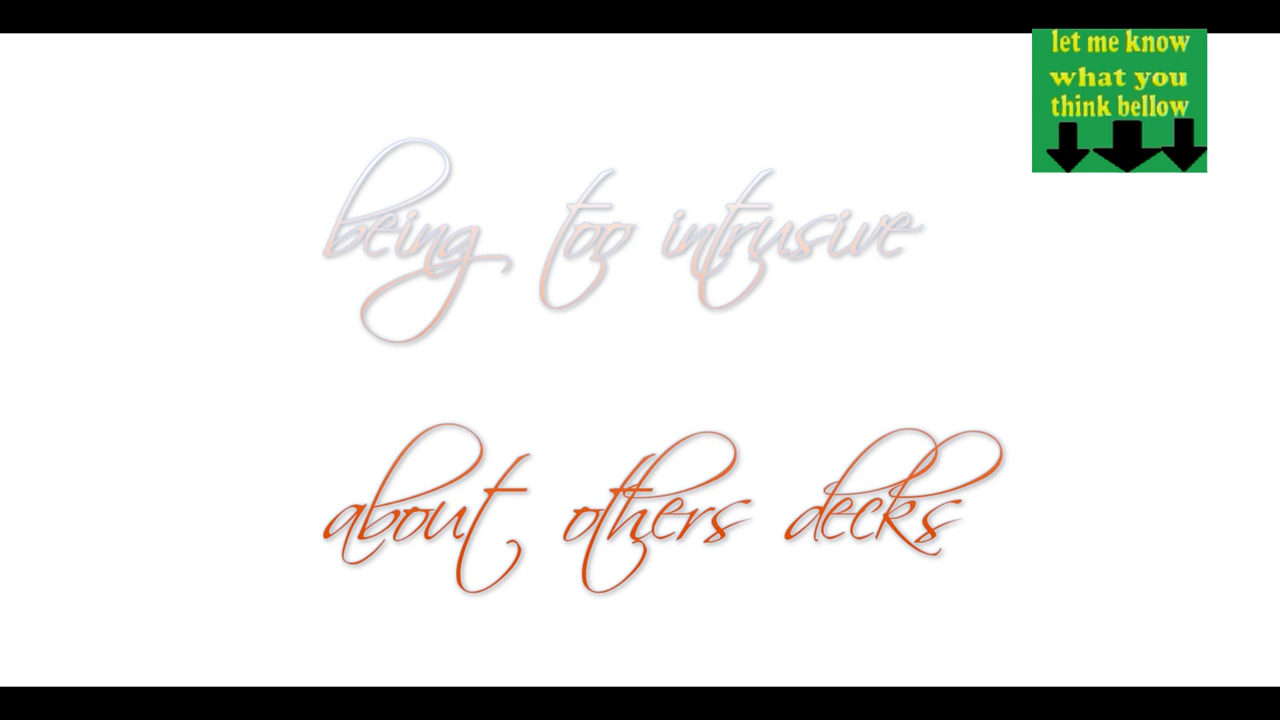 let me know
what you
think bellow
being too intrusive
about others decks